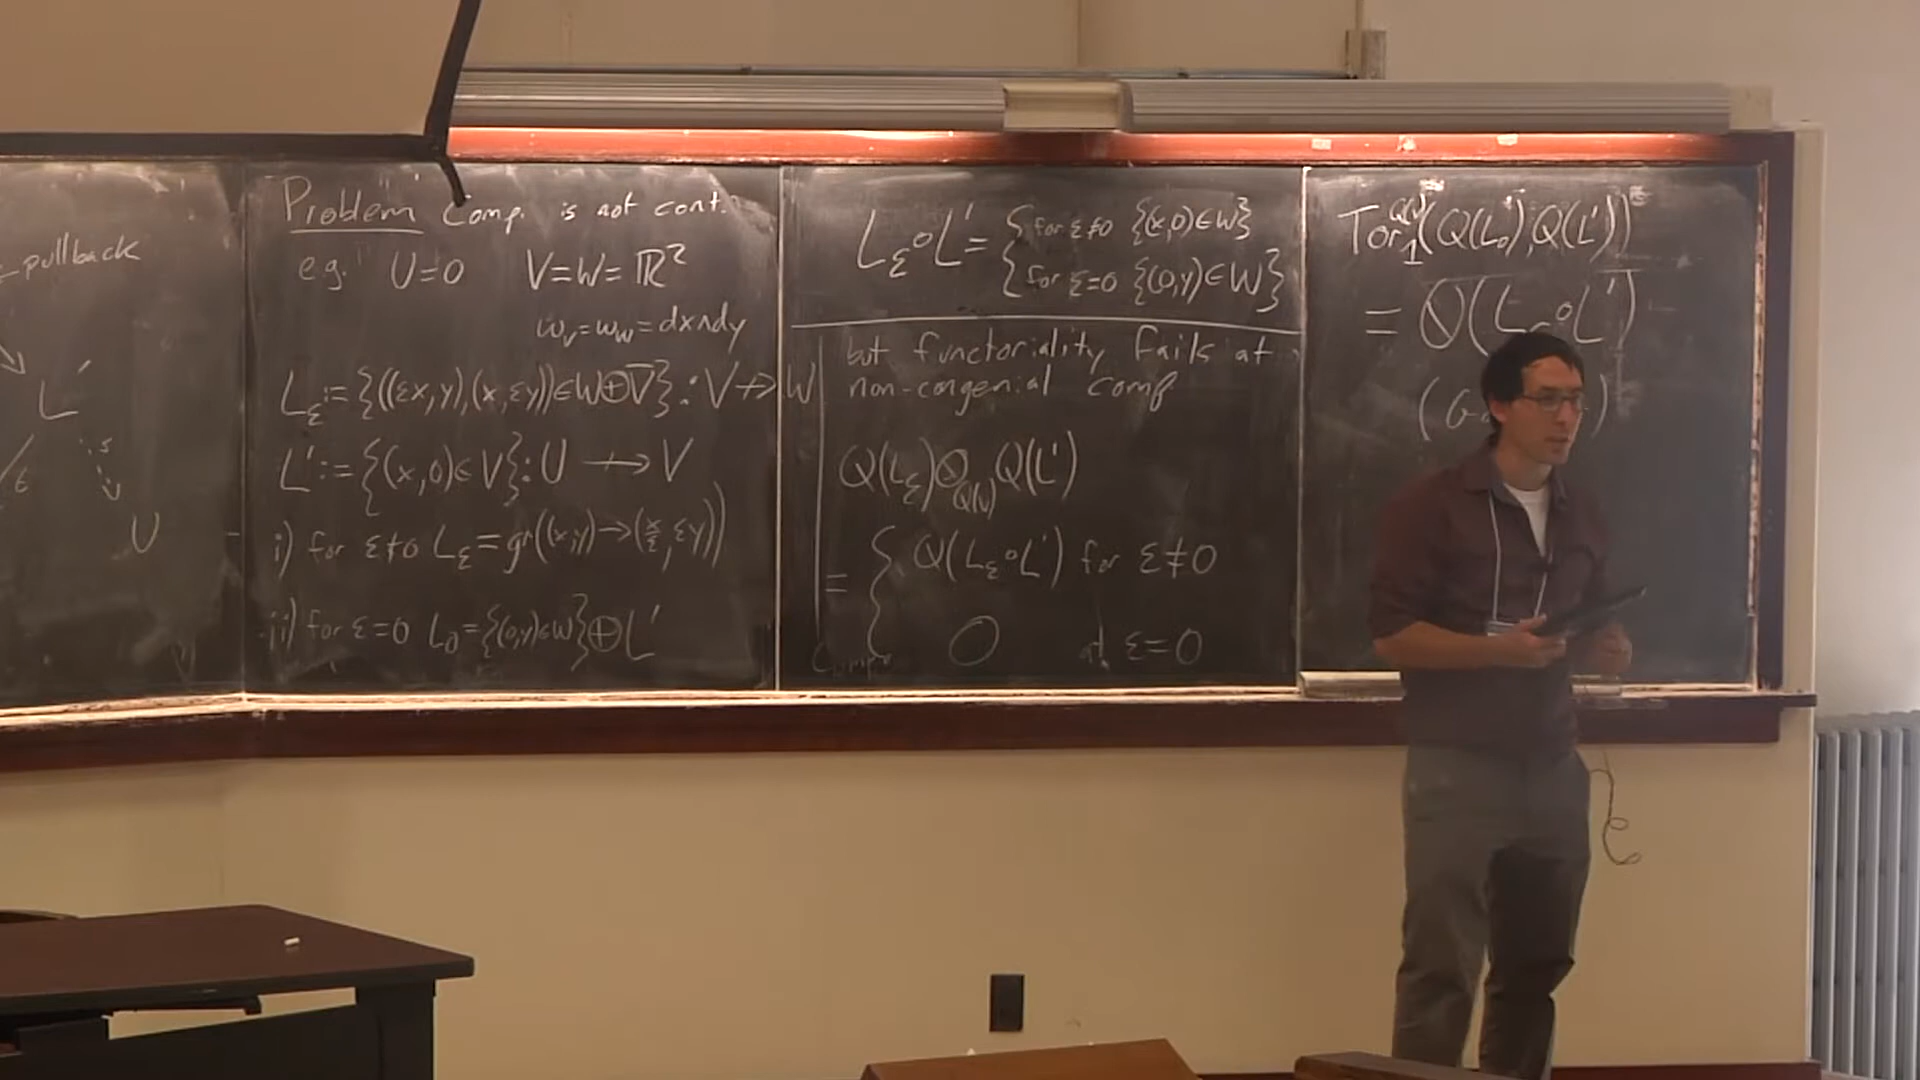 pullback
L'
t
s
U
Problem Comp. is not cont.
e.g. U=0 V=W=ℝ²
ω_V=ω_W=dx∧dy
L_ε:={((εx,y),(x,εy))∈W⊕V̅}: V⇸W
L':={(x,0)∈V}: U⇸V
i) for ε≠0 L_ε=gr((x,y)→(x/ε,εy))
ii) for ε=0 L_0={(0,y)∈W}⊕L'
L_ε∘L'={ for ε≠0 {(x,0)∈W}
for ε=0 {(0,y)∈W}
but functoriality fails at
non-congenial comp
Q(L_ε)⊗_{Q(V)}Q(L')
= { Q(L_ε∘L') for ε≠0
0 at ε=0
Tor_1^{Q(V)}(Q(L_0),Q(L'))
= Q(L_0∘L')